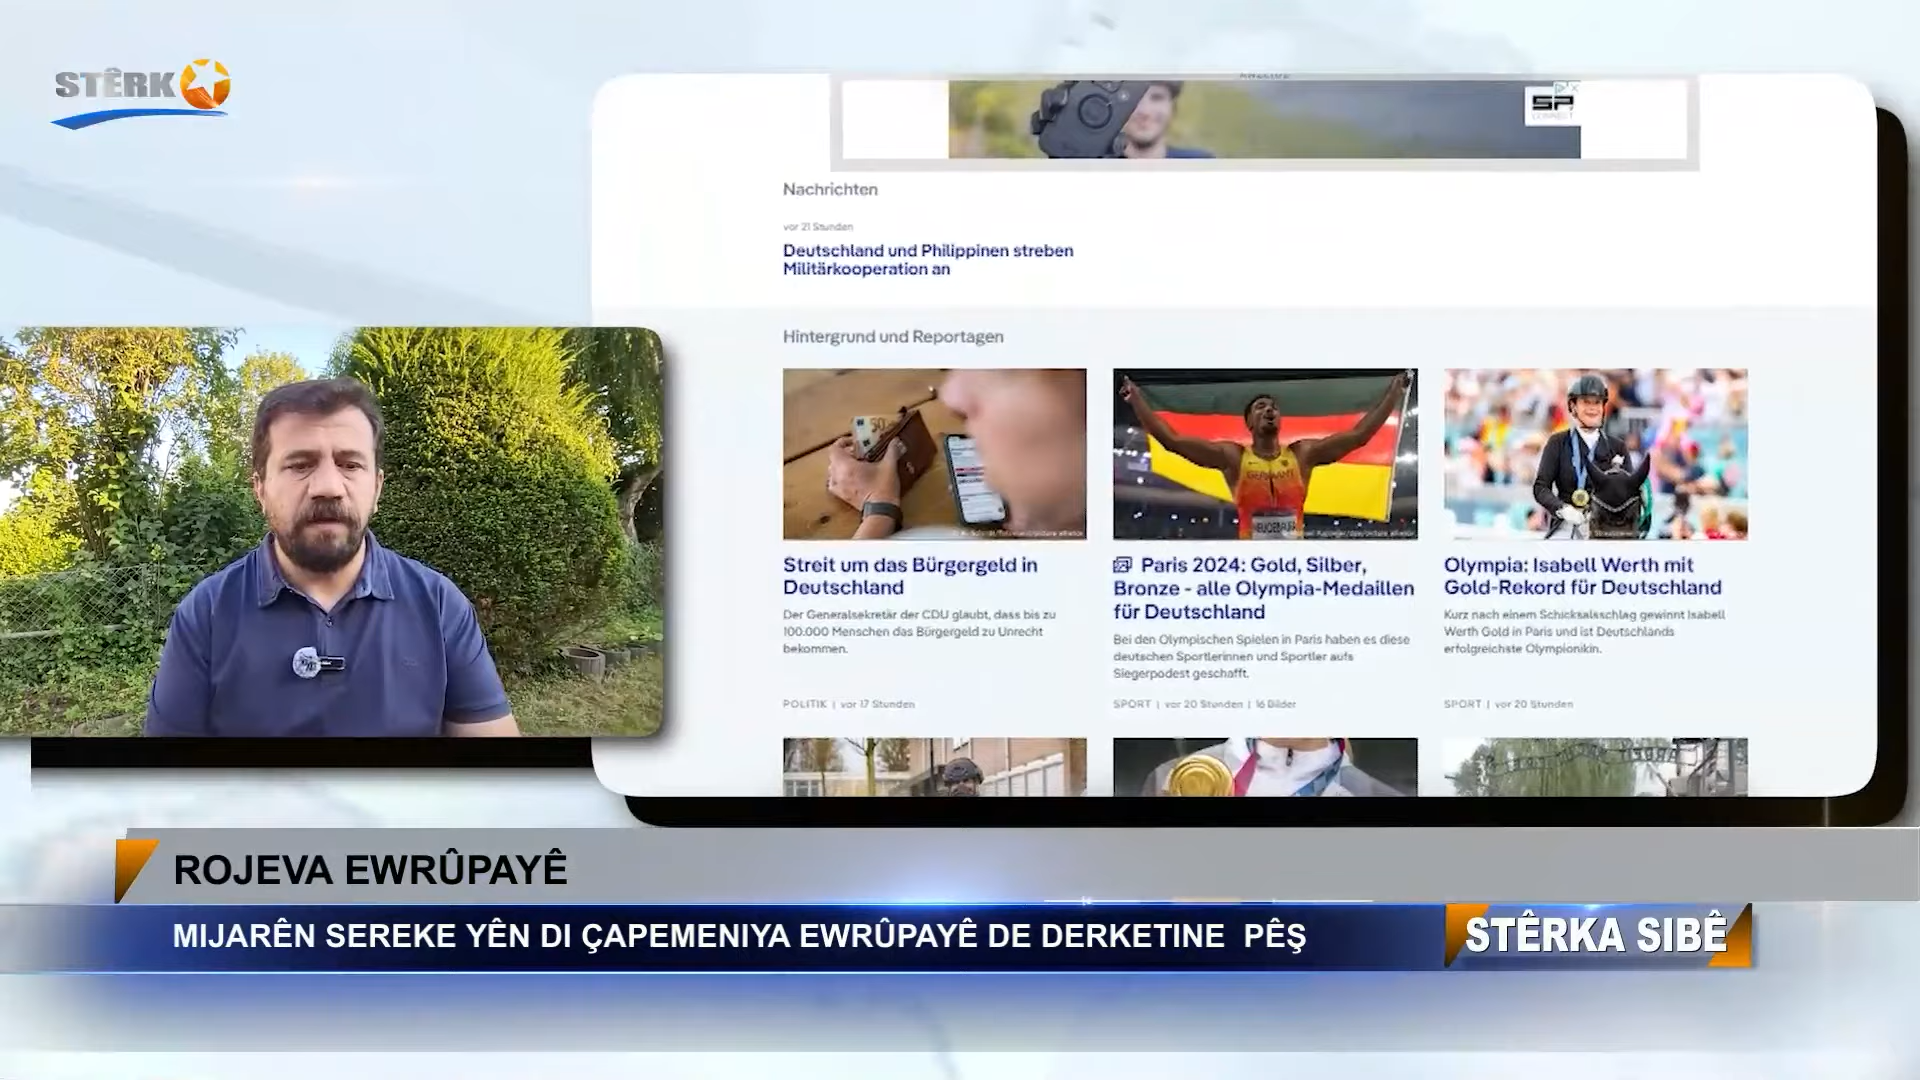 STÊRK
ANZEIGE
SP
CONNECT
Nachrichten
vor 21 Stunden
Deutschland und Philippinen streben
Militärkooperation an
Hintergrund und Reportagen
50
GERMANY
Streit um das Bürgergeld in
Deutschland
Der Generalsekretär der CDU glaubt, dass bis zu
100.000 Menschen das Bürgergeld zu Unrecht
bekommen.
POLITIK | vor 17 Stunden
Paris 2024: Gold, Silber,
Bronze - alle Olympia-Medaillen
für Deutschland
Bei den Olympischen Spielen in Paris haben es diese
deutschen Sportlerinnen und Sportler aufs
Siegerpodest geschafft.
SPORT | vor 20 Stunden | 16 Bilder
Olympia: Isabell Werth mit
Gold-Rekord für Deutschland
Kurz nach einem Schicksalsschlag gewinnt Isabell
Werth Gold in Paris und ist Deutschlands
erfolgreichste Olympionikin.
SPORT | vor 20 Stunden
ROJEVA EWRÛPAYÊ
MIJARÊN SEREKE YÊN DI ÇAPEMENIYA EWRÛPAYÊ DE DERKETINE PÊŞ
STÊRKA SIBÊ